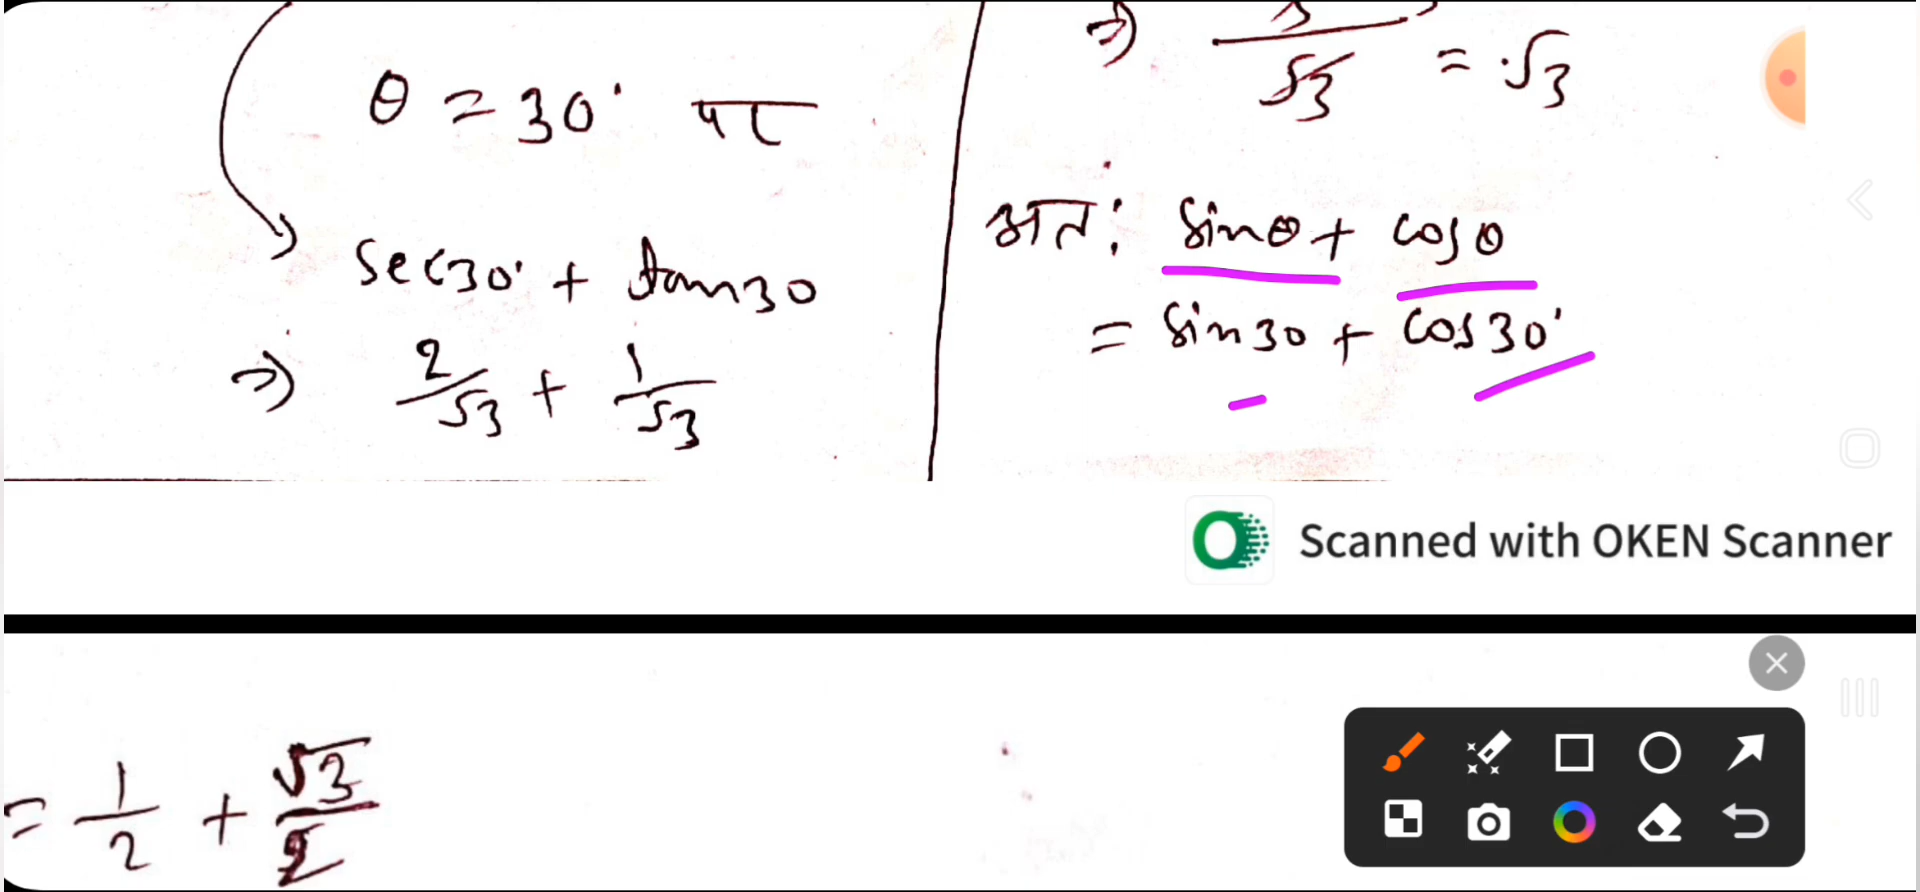 θ = 30° पर
sec30° + tan30
⇒ 2/√3 + 1/√3
⇒ 3/√3 = √3
अत: sinθ + cosθ
= sin30 + cos30°
Scanned with OKEN Scanner
= 1/2 + √3/2